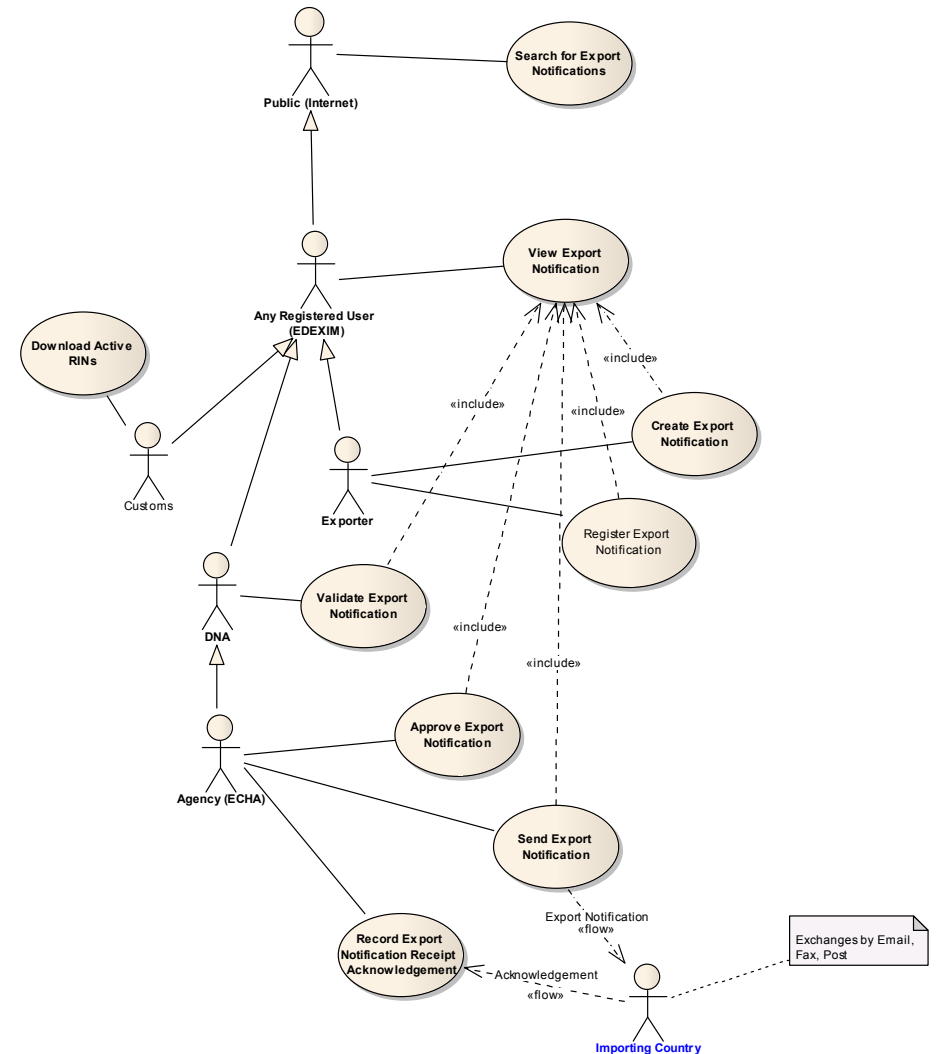 Search for Export
Notifications
Public (Internet)
View Export
Notification
Any Registered User
(EDEXIM)
Download Active
RINs
«include»
«include»
«include»
Create Export
Notification
Customs
Exporter
Register Export
Notification
Validate Export
Notification
DNA
«include»
«include»
Approve Export
Notification
Agency (ECHA)
Send Export
Notification
Export Notification
«flow»
Exchanges by Email,
Fax, Post
Record Export
Notification Receipt
Acknowledgement
Acknowledgement
«flow»
Importing Country